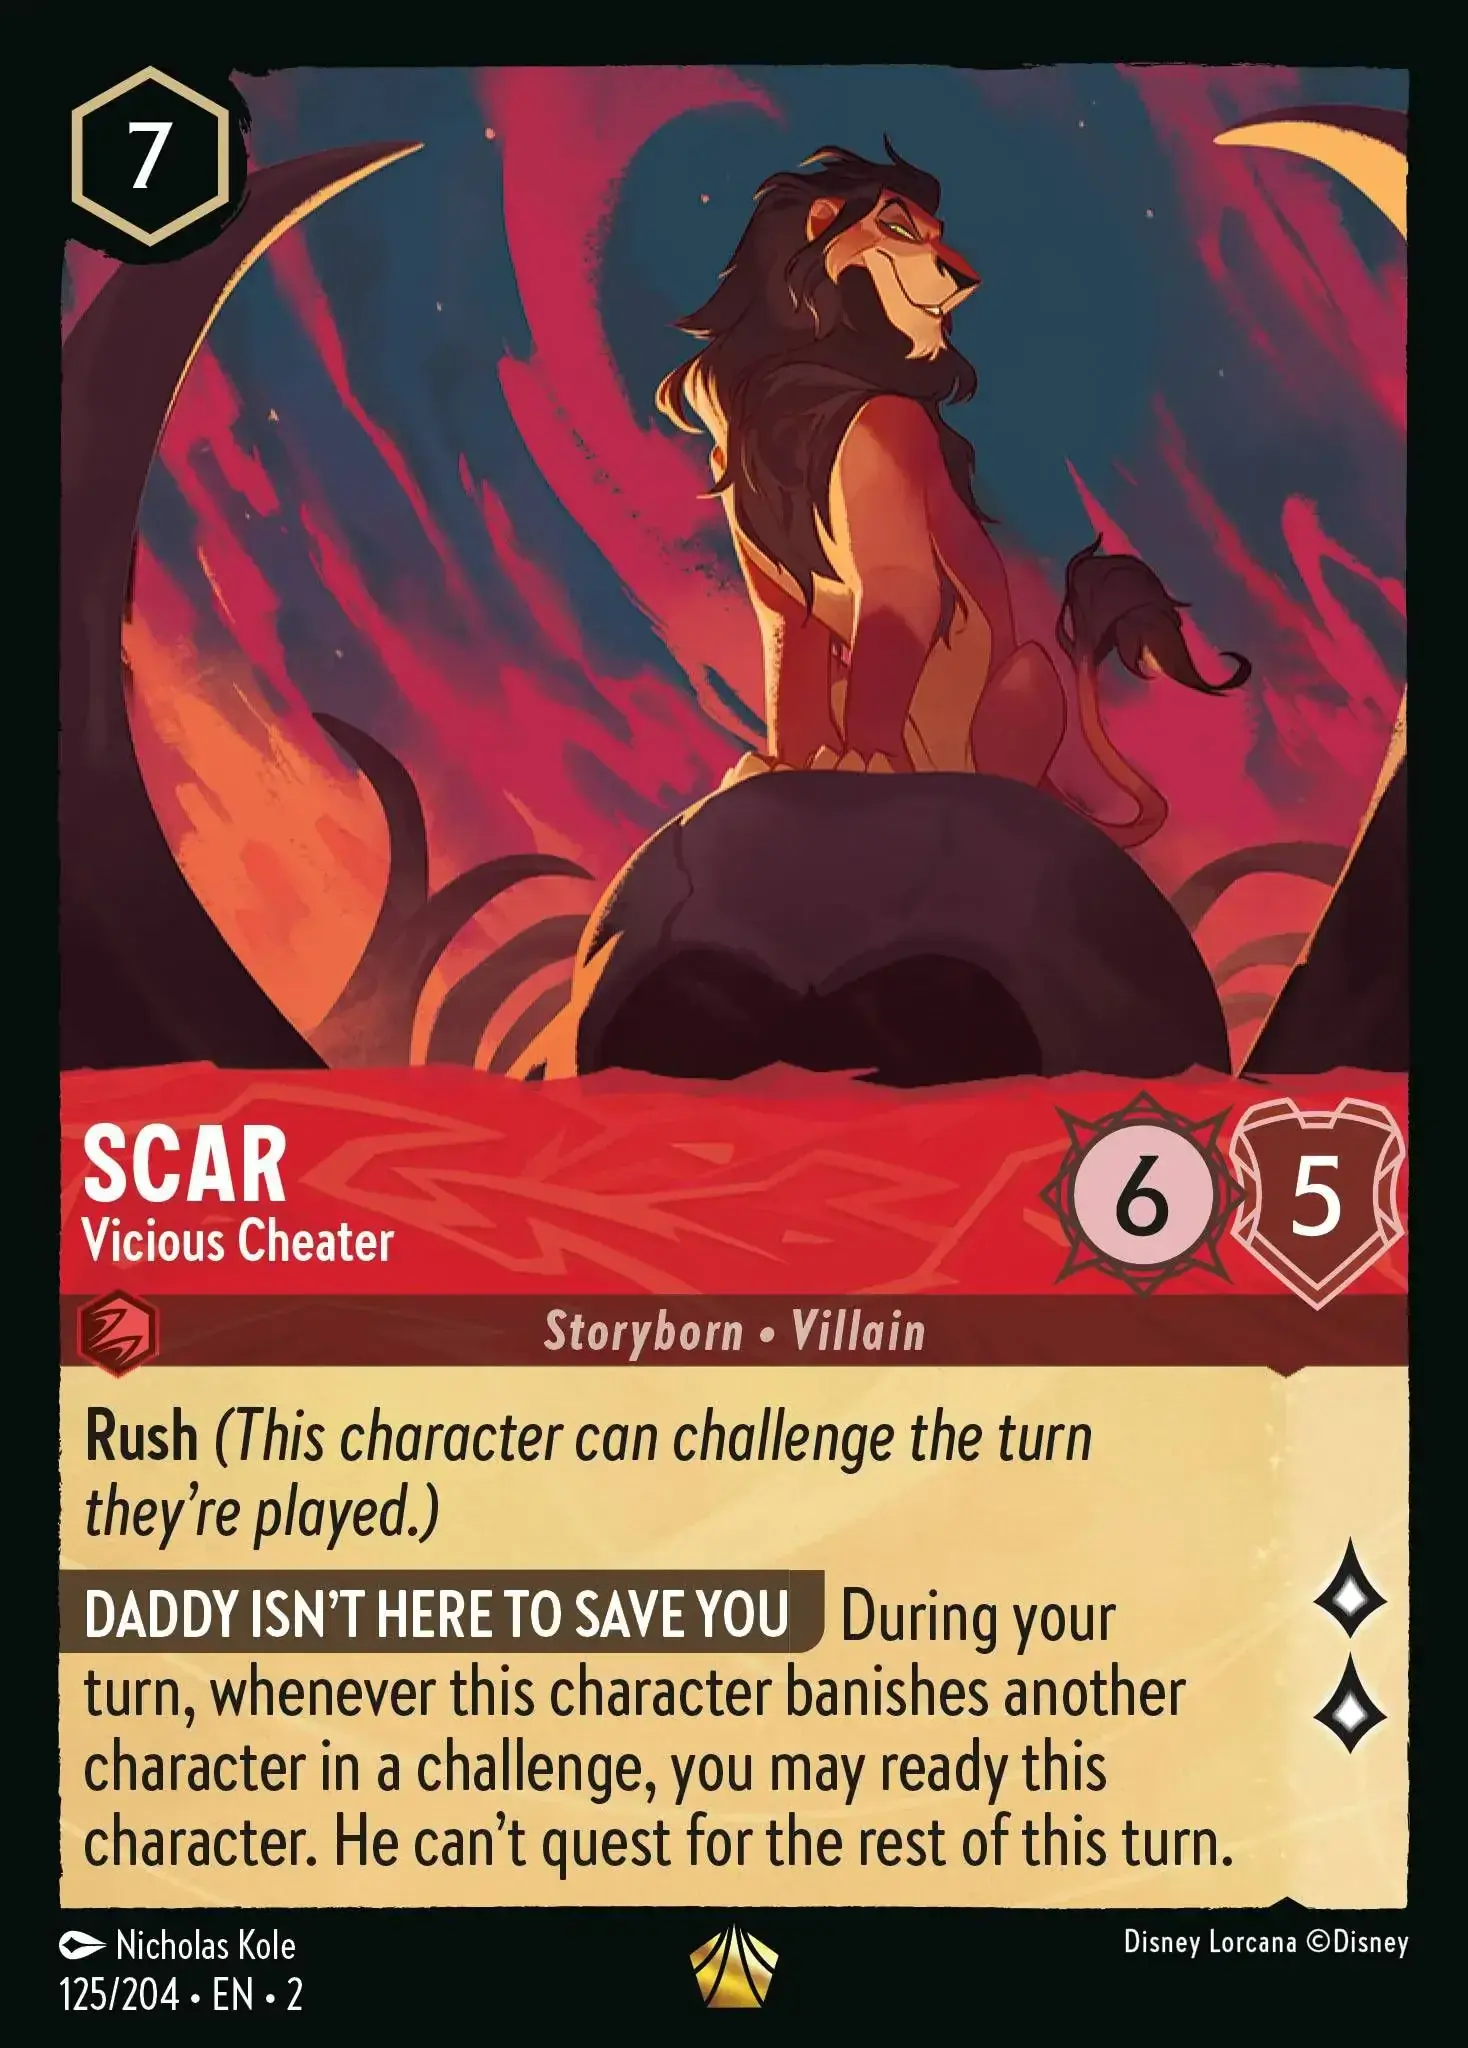 7
SCAR
Vicious Cheater
6
5
Storyborn • Villain
Rush (This character can challenge the turn
they're played.)
DADDY ISN'T HERE TO SAVE YOU During your
turn, whenever this character banishes another
character in a challenge, you may ready this
character. He can't quest for the rest of this turn.
Nicholas Kole
Disney Lorcana ©Disney
125/204 • EN • 2